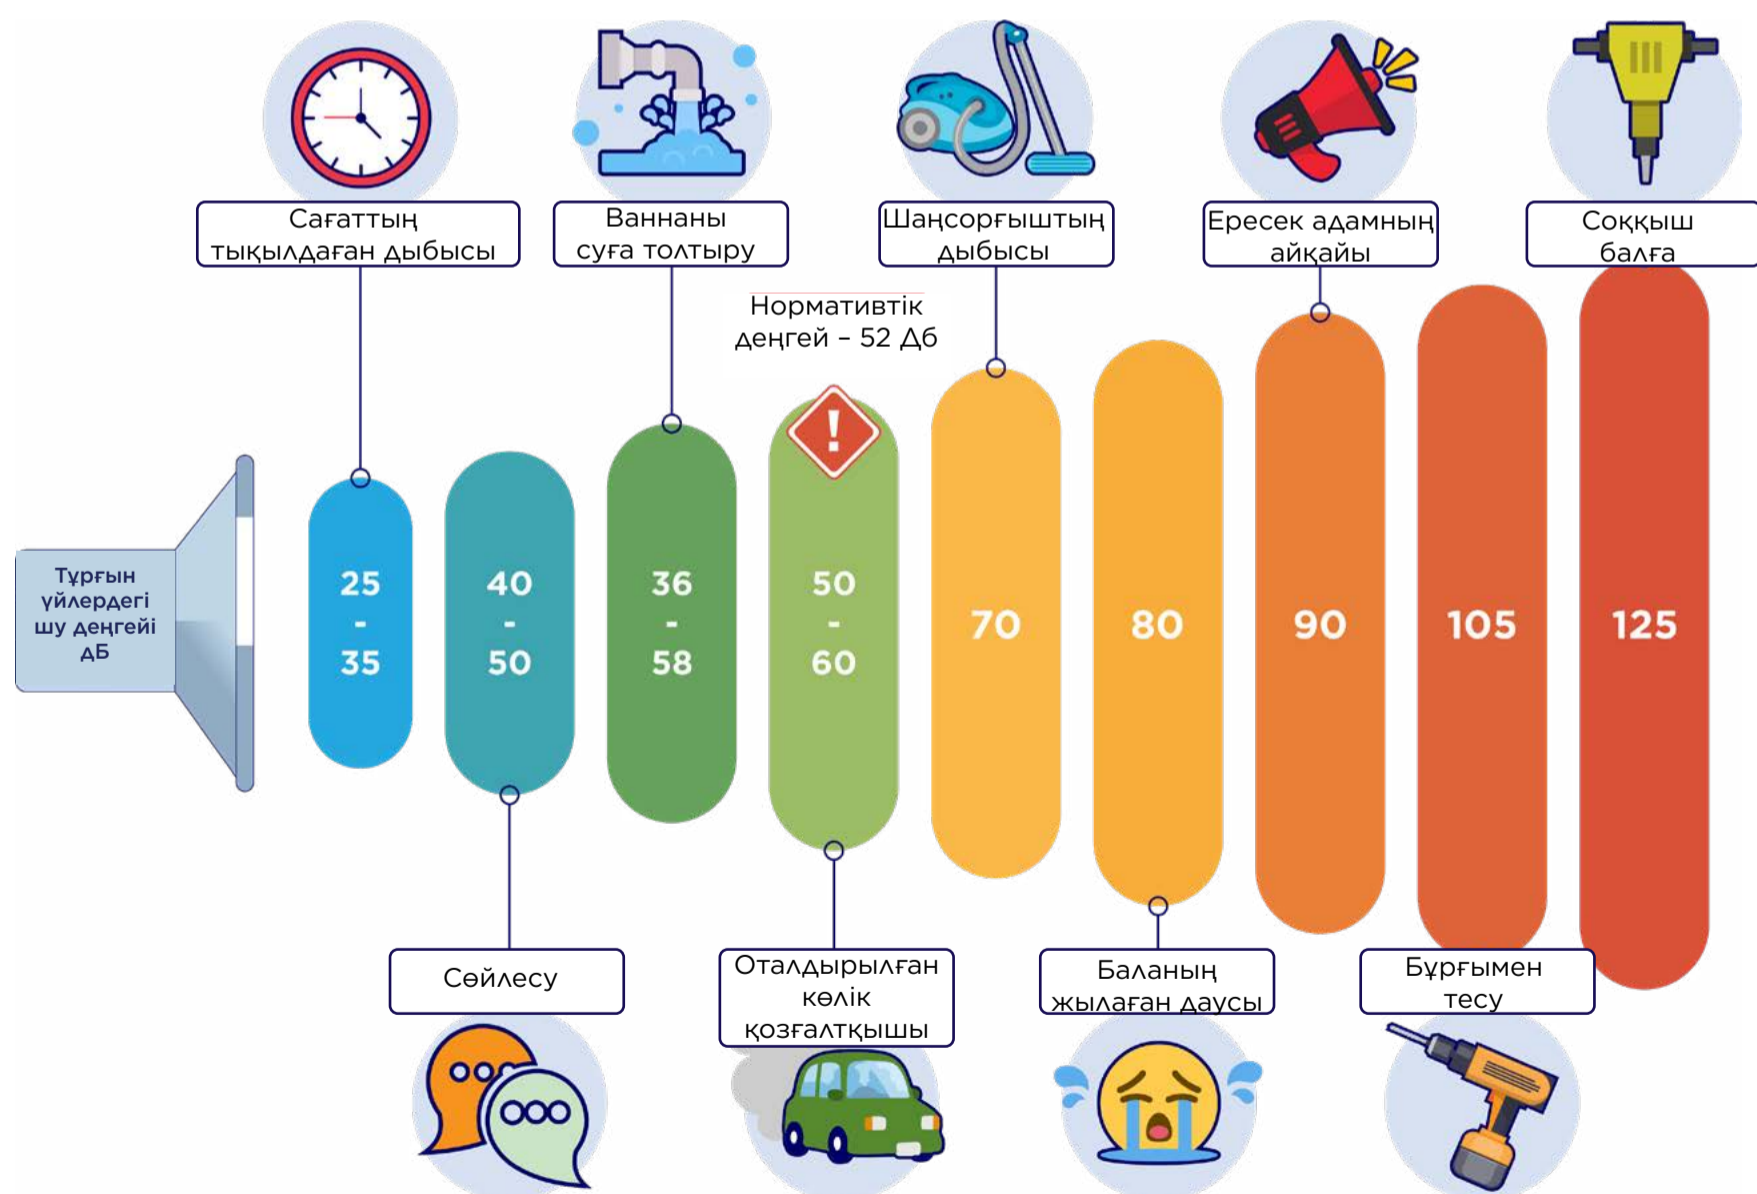 Сағаттың
тықылдаған дыбысы
Ваннаны
суға толтыру
Шаңсорғыштың
дыбысы
Ересек адамның
айқайы
Соққыш
балға
Нормативтік
деңгей – 52 Дб
Тұрғын
үйлердегі
шу деңгейі
дБ
25
-
35
40
-
50
36
-
58
!
50
-
60
70
80
90
105
125
Сөйлесу
Оталдырылған
көлік
қозғалтқышы
Баланың
жылаған даусы
Бұрғымен
тесу